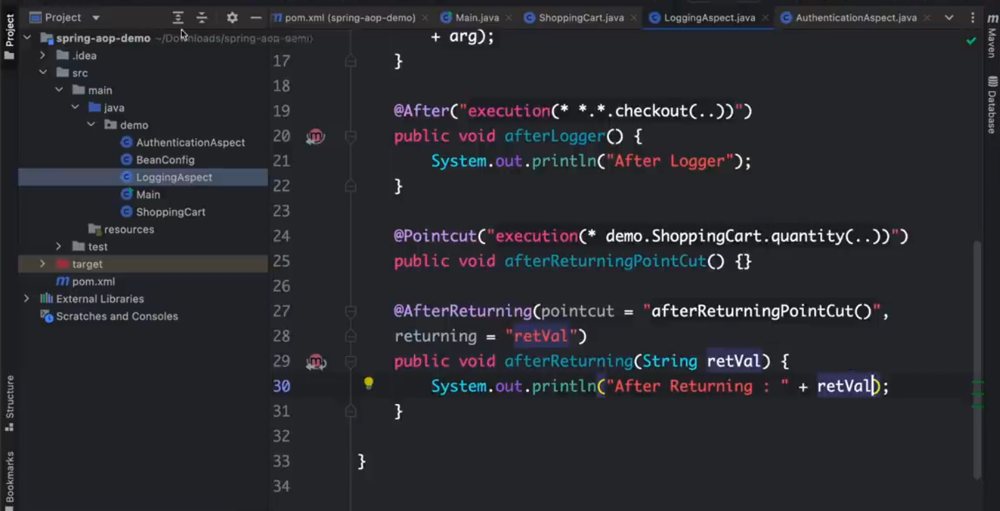 Project
pom.xml (spring-aop-demo)
Main.java
ShoppingCart.java
LoggingAspect.java
AuthenticationAspect.java
Project
Structure
Bookmarks
spring-aop-demo ~/Downloads/spring-aop-demo
.idea
src
main
java
demo
AuthenticationAspect
BeanConfig
LoggingAspect
Main
ShoppingCart
resources
test
target
pom.xml
External Libraries
Scratches and Consoles
+ arg);
17 }
18
19 @After("execution(* *.*.checkout(..))")
20 public void afterLogger() {
21 System.out.println("After Logger");
22 }
23
24 @Pointcut("execution(* demo.ShoppingCart.quantity(..))")
25 public void afterReturningPointCut() {}
26
27 @AfterReturning(pointcut = "afterReturningPointCut()",
28 returning = "retVal")
29 public void afterReturning(String retVal) {
30 System.out.println("After Returning : " + retVal);
31 }
32
33 }
34
Maven
Database